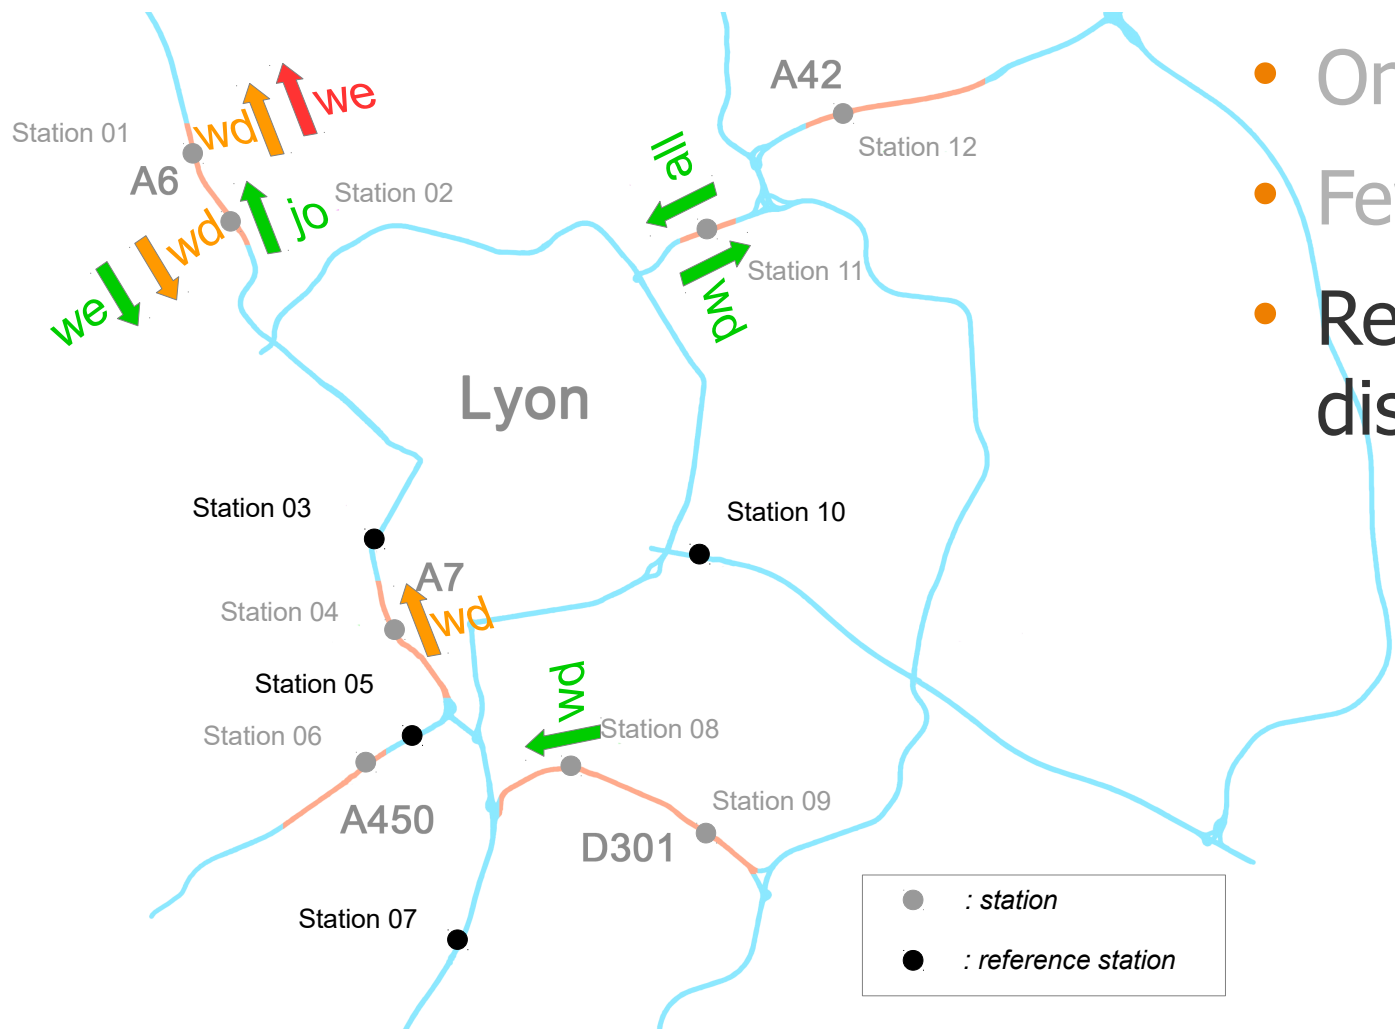 A42
we
Station 01
wd
Station 12
all
A6
Station 02
jo
wd
Station 11
we
wd
Lyon
Station 03
Station 10
A7
Station 04
wd
Station 05
wd
Station 06
Station 08
Station 09
A450
D301
Station 07
: station
: reference station